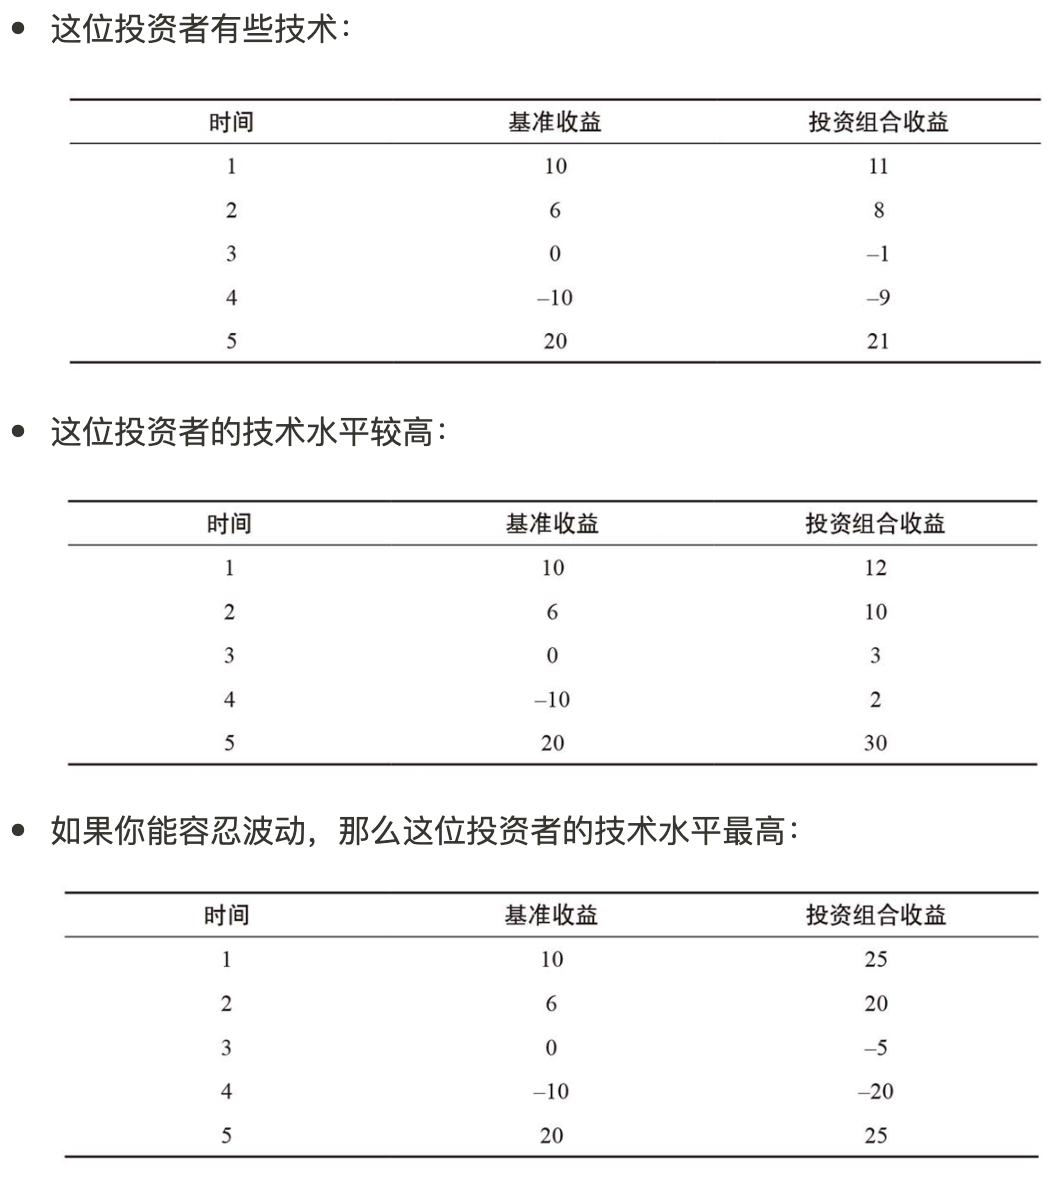 • 这位投资者有些技术：
时间 基准收益 投资组合收益
1 10 11
2 6 8
3 0 –1
4 –10 –9
5 20 21
• 这位投资者的技术水平较高：
时间 基准收益 投资组合收益
1 10 12
2 6 10
3 0 3
4 –10 2
5 20 30
• 如果你能容忍波动，那么这位投资者的技术水平最高：
时间 基准收益 投资组合收益
1 10 25
2 6 20
3 0 –5
4 –10 –20
5 20 25